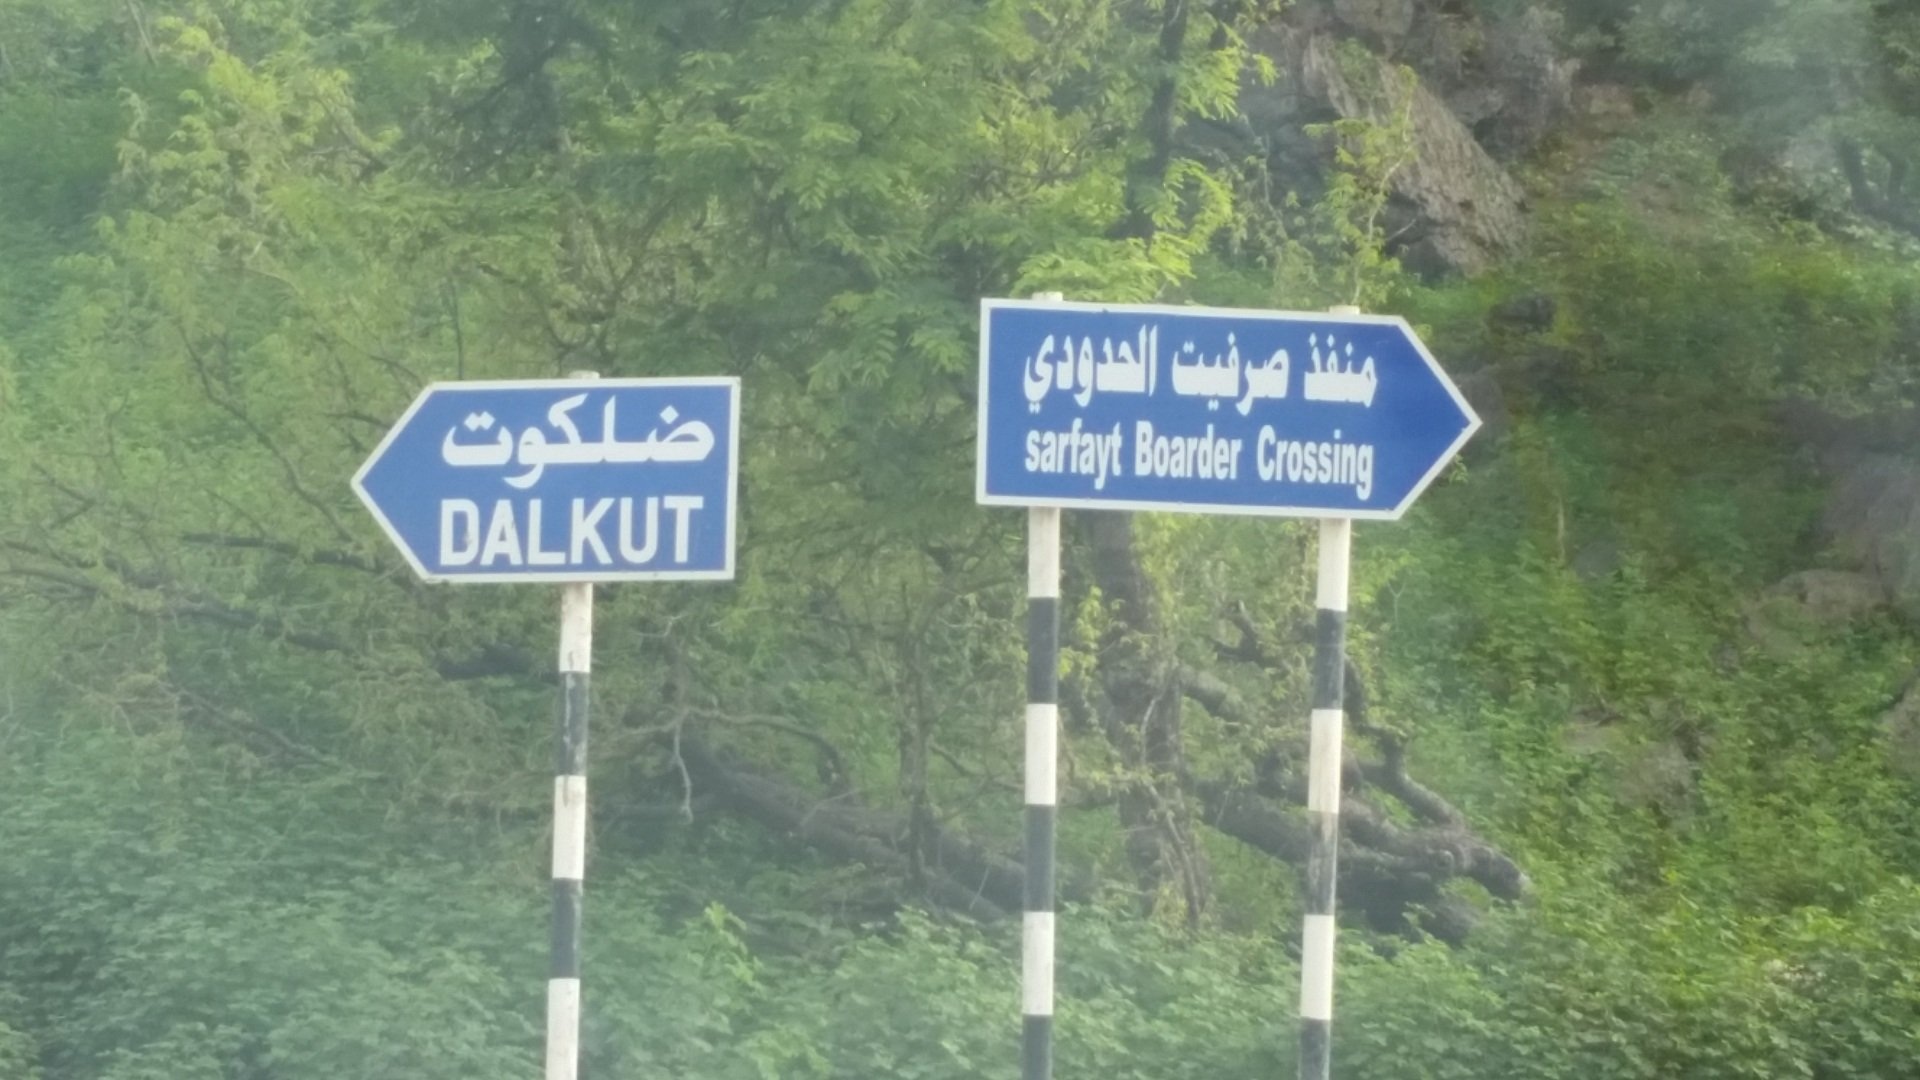 ضلكوت
DALKUT
منفذ صرفيت الحدودي
sarfayt Boarder Crossing